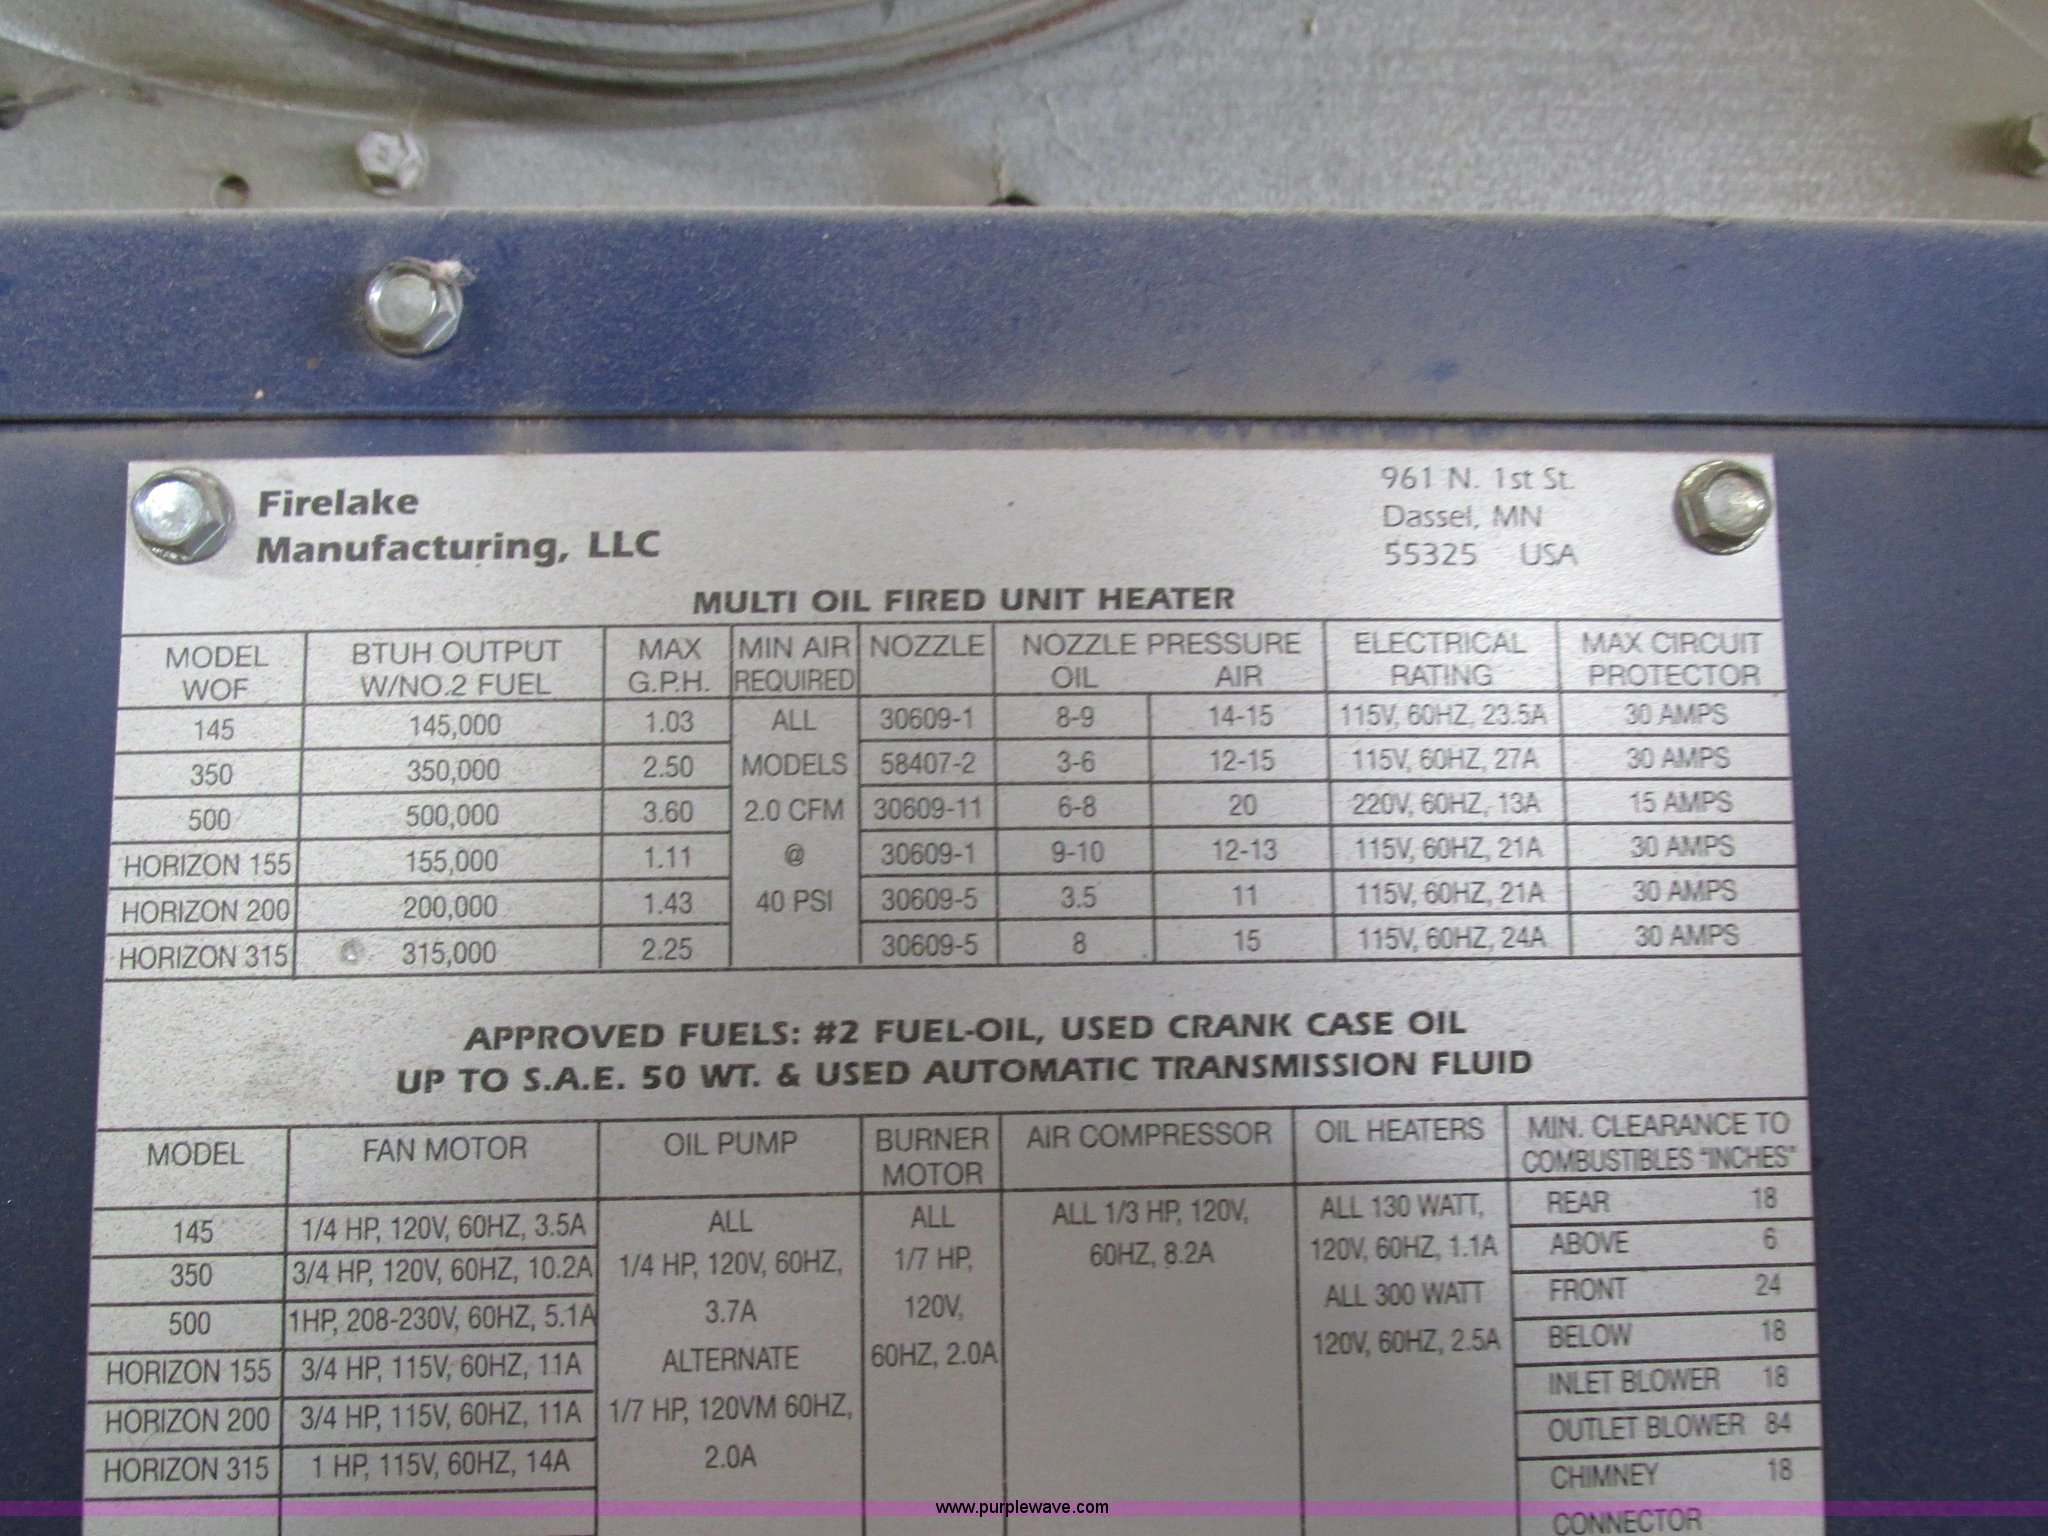 Firelake
Manufacturing, LLC
961 N. 1st St.
Dassel, MN
55325 USA
MULTI OIL FIRED UNIT HEATER
MODEL WOF BTUH OUTPUT W/NO.2 FUEL MAX G.P.H. MIN AIR REQUIRED NOZZLE NOZZLE PRESSURE OIL AIR ELECTRICAL RATING MAX CIRCUIT PROTECTOR
145 145,000 1.03 ALL 30609-1 8-9 14-15 115V, 60HZ, 23.5A 30 AMPS
350 350,000 2.50 MODELS 58407-2 3-6 12-15 115V, 60HZ, 27A 30 AMPS
500 500,000 3.60 2.0 CFM 30609-11 6-8 20 220V, 60HZ, 13A 15 AMPS
HORIZON 155 155,000 1.11 @ 30609-1 9-10 12-13 115V, 60HZ, 21A 30 AMPS
HORIZON 200 200,000 1.43 40 PSI 30609-5 3.5 11 115V, 60HZ, 21A 30 AMPS
HORIZON 315 315,000 2.25 30609-5 8 15 115V, 60HZ, 24A 30 AMPS
APPROVED FUELS: #2 FUEL-OIL, USED CRANK CASE OIL
UP TO S.A.E. 50 WT. & USED AUTOMATIC TRANSMISSION FLUID
MODEL FAN MOTOR OIL PUMP BURNER MOTOR AIR COMPRESSOR OIL HEATERS MIN. CLEARANCE TO COMBUSTIBLES "INCHES"
145 1/4 HP, 120V, 60HZ, 3.5A ALL ALL ALL 1/3 HP, 120V, ALL 130 WATT, REAR 18
350 3/4 HP, 120V, 60HZ, 10.2A 1/4 HP, 120V, 60HZ, 1/7 HP, 60HZ, 8.2A 120V, 60HZ, 1.1A ABOVE 6
500 1HP, 208-230V, 60HZ, 5.1A 3.7A 120V, ALL 300 WATT FRONT 24
HORIZON 155 3/4 HP, 115V, 60HZ, 11A ALTERNATE 60HZ, 2.0A 120V, 60HZ, 2.5A BELOW 18
HORIZON 200 3/4 HP, 115V, 60HZ, 11A 1/7 HP, 120VM 60HZ, INLET BLOWER 18
HORIZON 315 1 HP, 115V, 60HZ, 14A 2.0A OUTLET BLOWER 84
CHIMNEY 18
CONNECTOR
www.purplewave.com